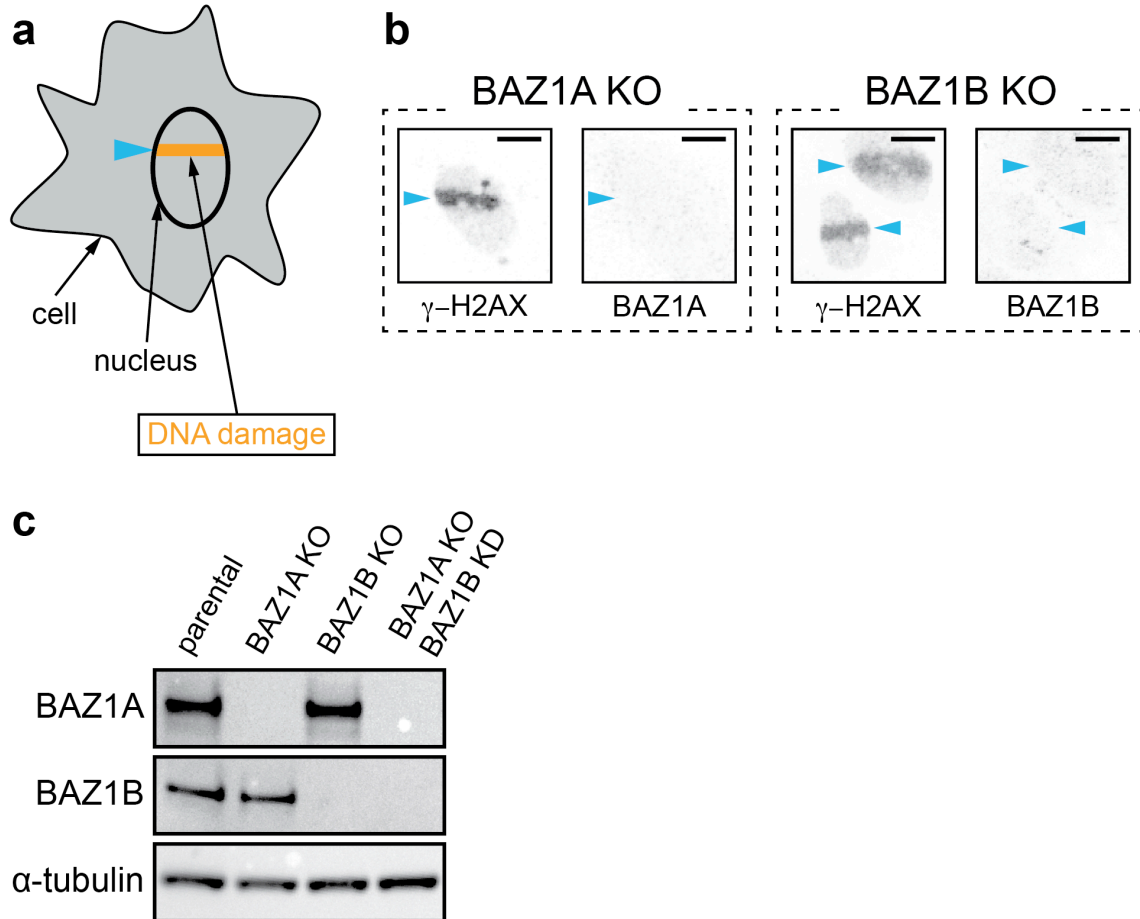 a
cell
nucleus
DNA damage
b
BAZ1A KO
BAZ1B KO
γ–H2AX
BAZ1A
γ–H2AX
BAZ1B
c
parental
BAZ1A KO
BAZ1B KO
BAZ1A KO
BAZ1B KD
BAZ1A
BAZ1B
α-tubulin